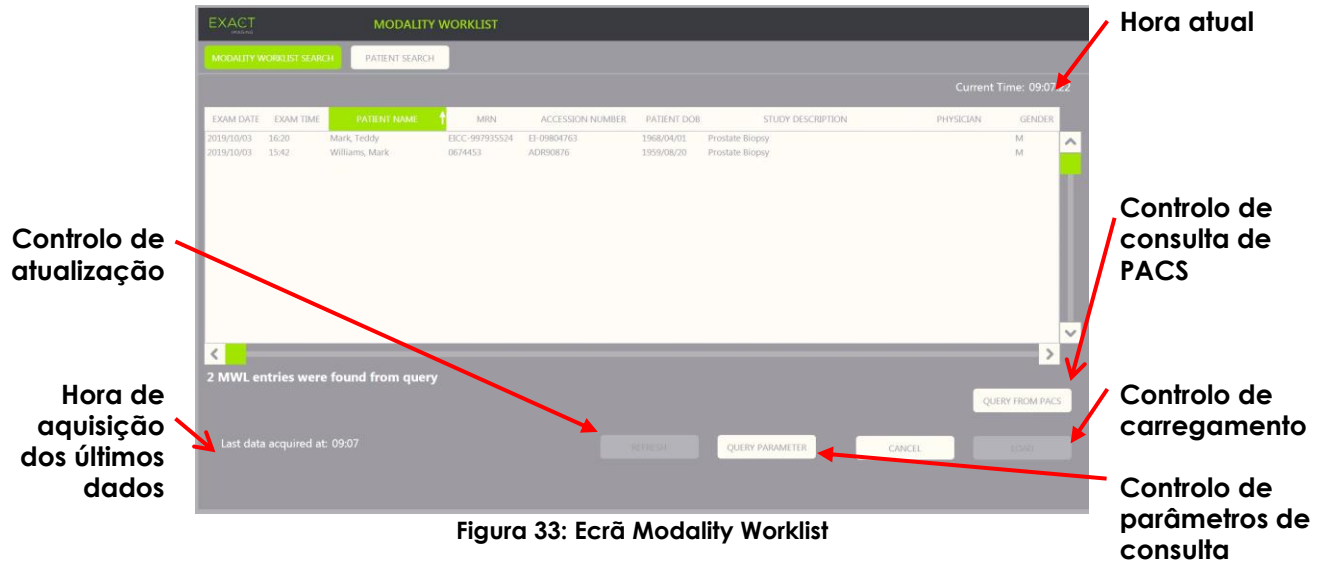 EXACT
IMAGING
MODALITY WORKLIST
Hora atual
MODALITY WORKLIST SEARCH
PATIENT SEARCH
Current Time: 09:07:22
EXAM DATE EXAM TIME PATIENT NAME MRN ACCESSION NUMBER PATIENT DOB STUDY DESCRIPTION PHYSICIAN GENDER
2019/10/03 16:20 Mark, Teddy EICC-997935524 EI-09804763 1968/04/01 Prostate Biopsy M
2019/10/03 15:42 Williams, Mark 0674453 ADR90876 1959/08/20 Prostate Biopsy M
Controlo de
atualização
Controlo de
consulta de
PACS
2 MWL entries were found from query
QUERY FROM PACS
Hora de
aquisição
dos últimos
dados
Last data acquired at: 09:07
REFRESH
QUERY PARAMETER
CANCEL
LOAD
Controlo de
carregamento
Controlo de
parâmetros de
consulta
Figura 33: Ecrã Modality Worklist